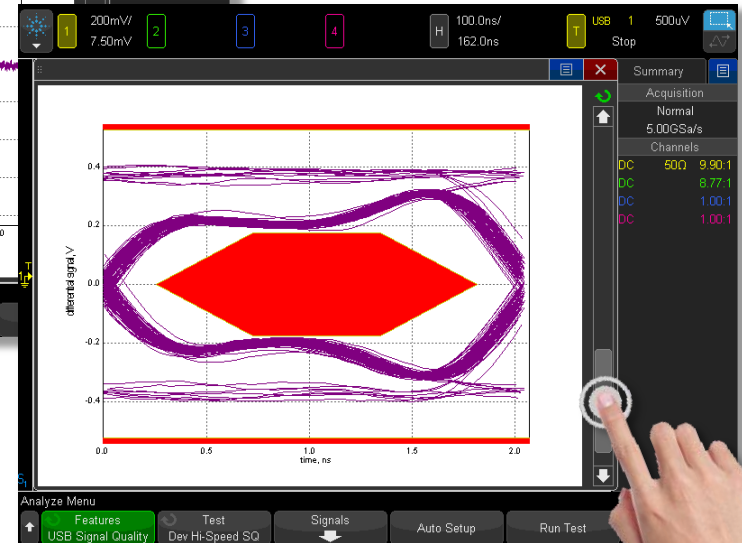 200mV/
1
7.50mV
2
3
4
H
100.0ns/
162.0ns
T
USB 1 500uV
Stop
Summary
Acquisition
Normal
5.00GSa/s
Channels
DC 50Ω 9.90:1
DC 8.77:1
DC 1.00:1
DC 1.00:1
0.4
0.2
0.0
-0.2
-0.4
differential signal, V
0.0 0.5 1.0 1.5 2.0
time, ns
T
1
0
S1
Analyze Menu
Features
USB Signal Quality
Test
Dev Hi-Speed SQ
Signals
Auto Setup
Run Test